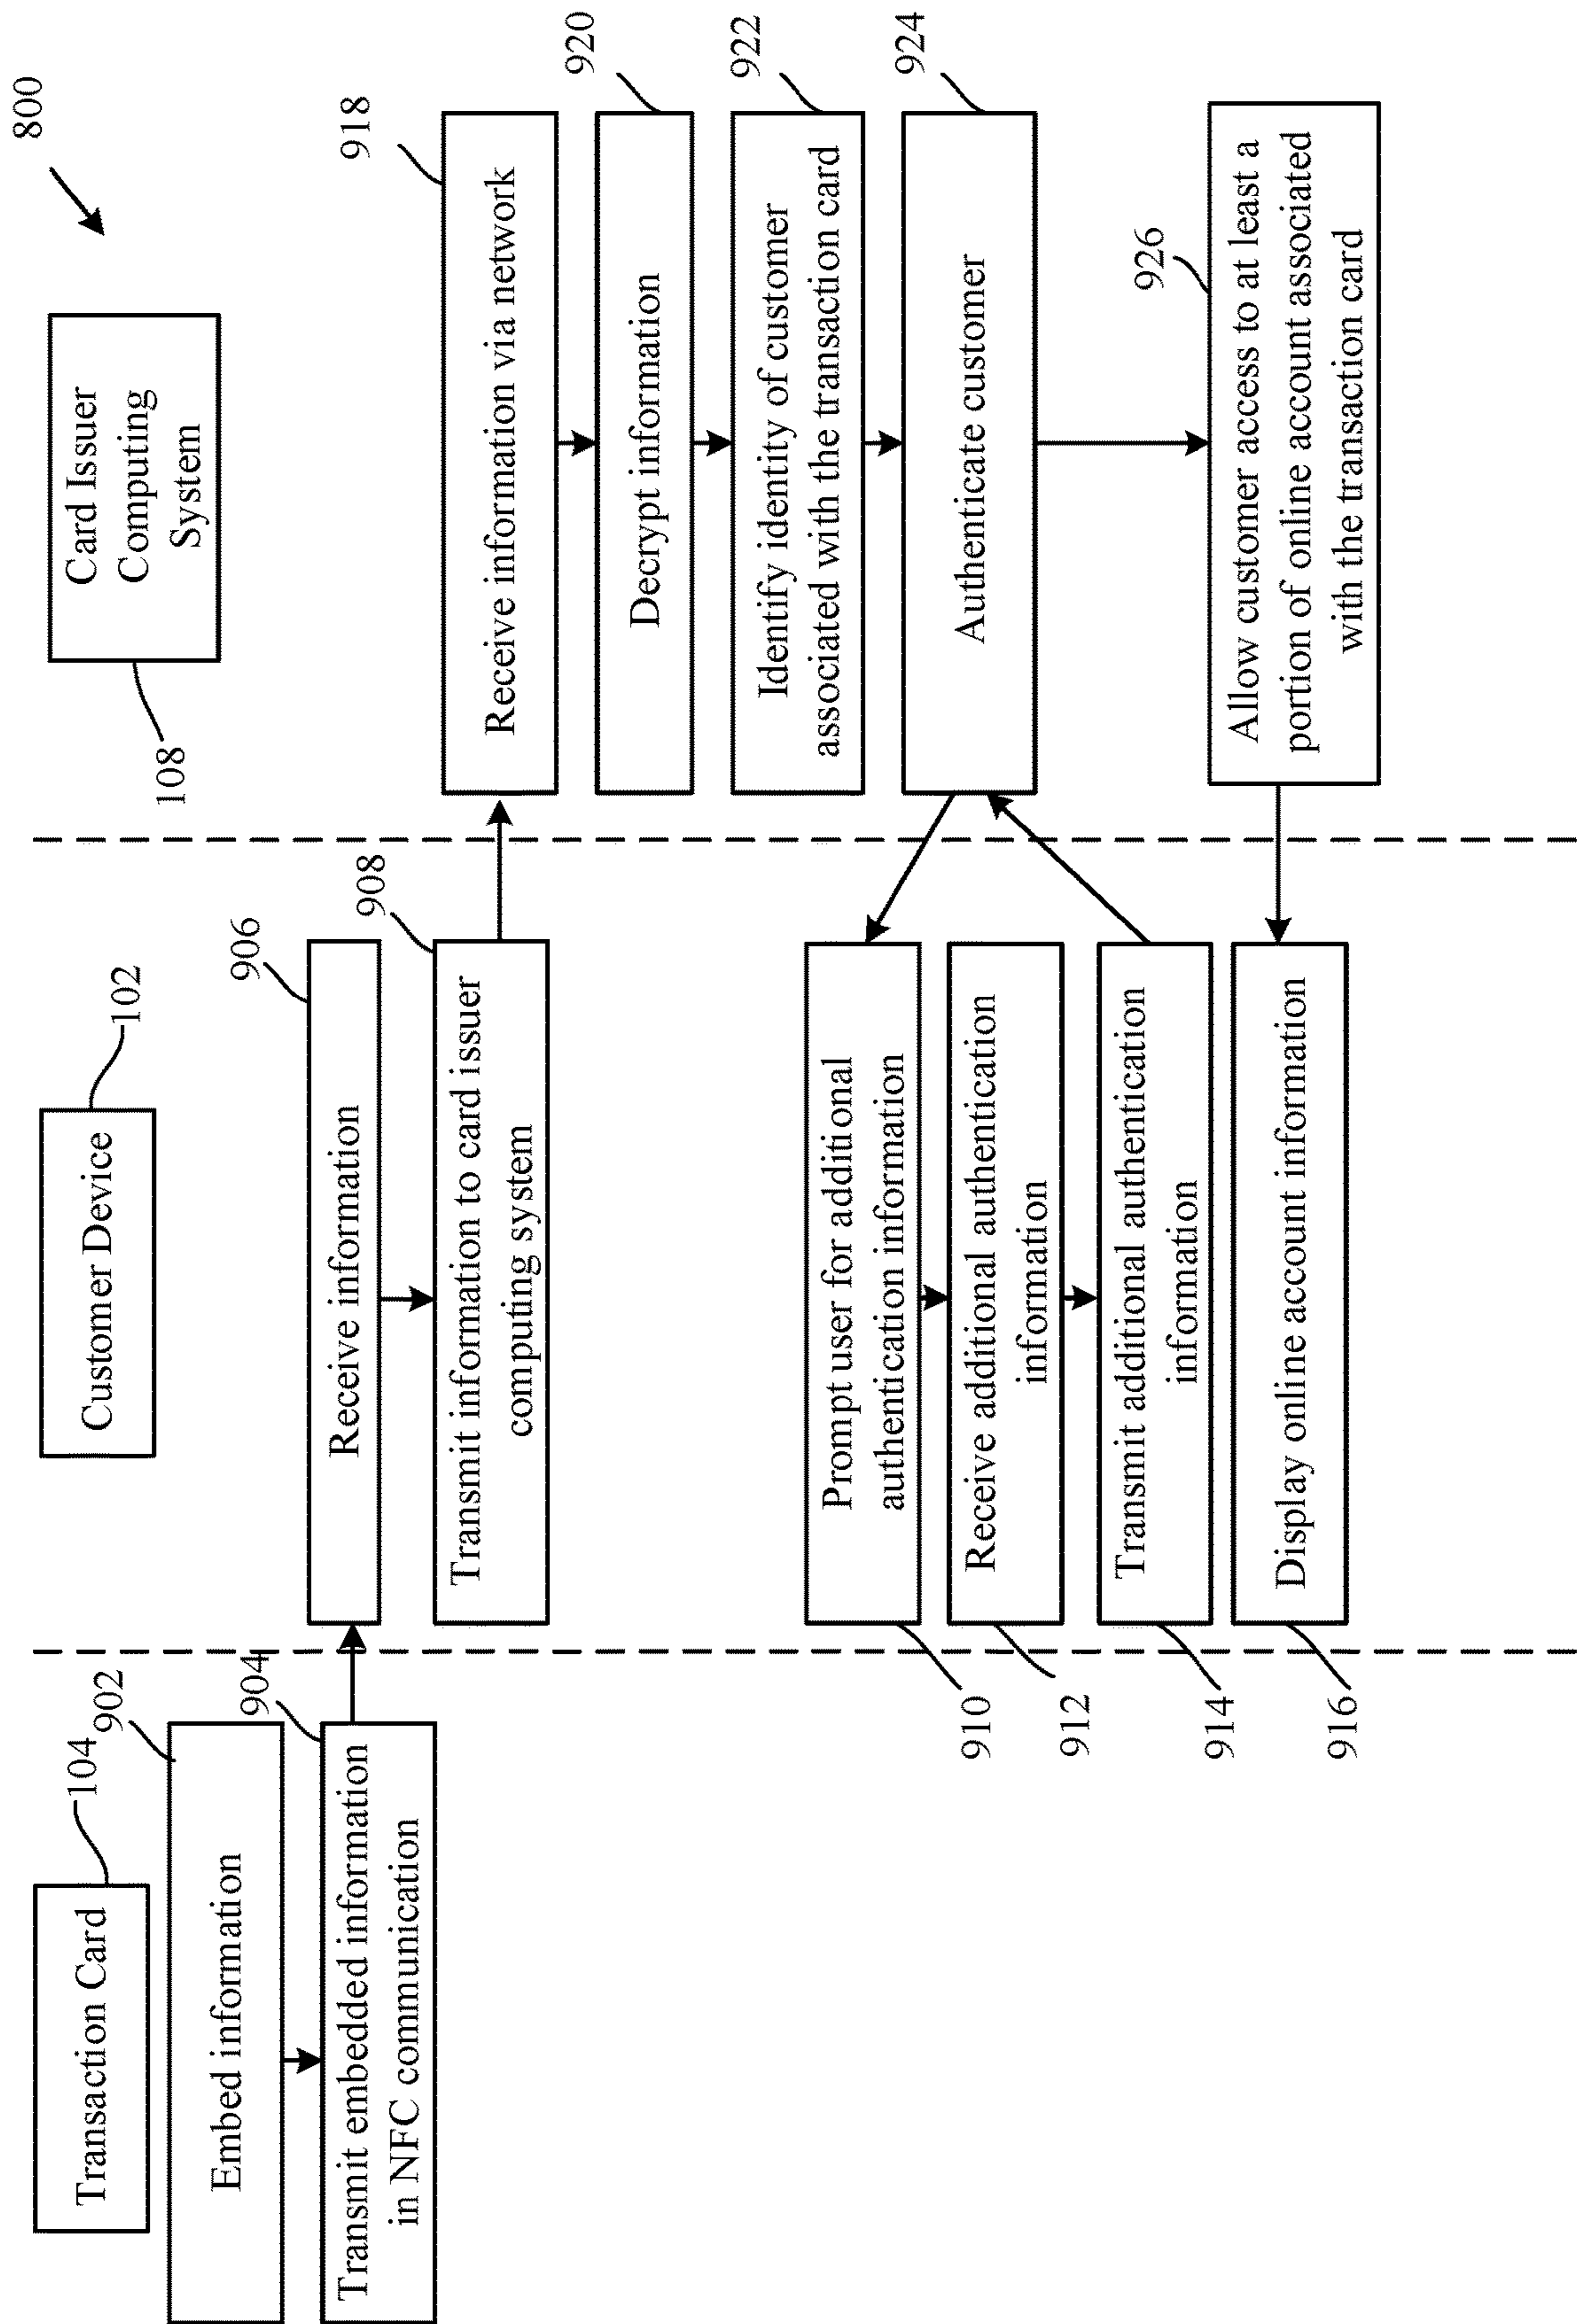 800
Transaction Card
104
Customer Device
102
Card Issuer
Computing
System
108
902
Embed information
904
Transmit embedded information
in NFC communication
906
Receive information
908
Transmit information to card issuer
computing system
918
Receive information via network
920
Decrypt information
922
Identify identity of customer
associated with the transaction card
924
Authenticate customer
910
Prompt user for additional
authentication information
912
Receive additional authentication
information
914
Transmit additional authentication
information
926
Allow customer access to at least a
portion of online account associated
with the transaction card
916
Display online account information